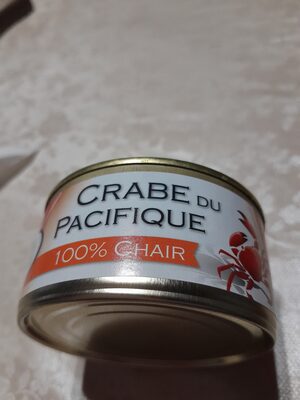 CRABE DU
PACIFIQUE
100% CHAIR